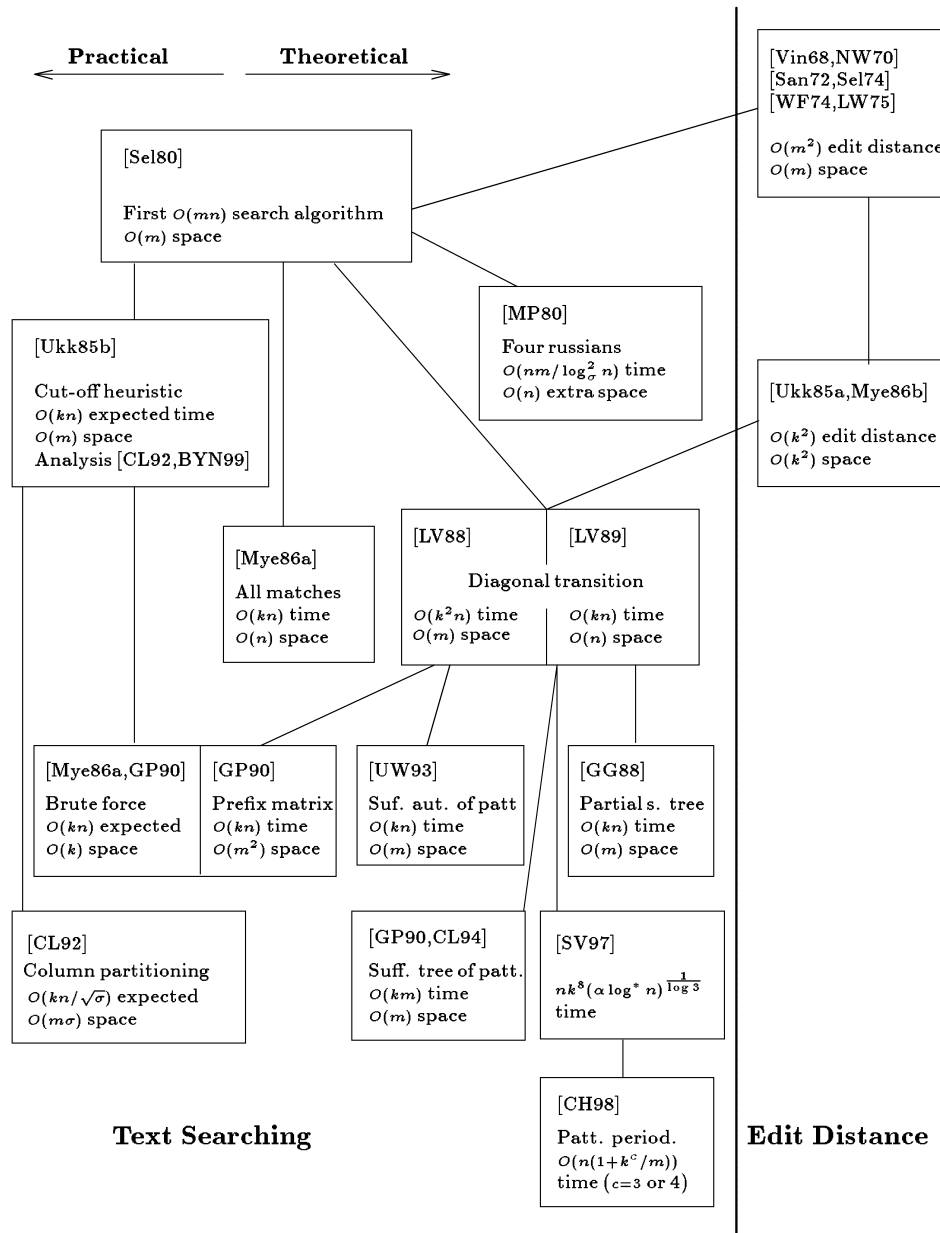 Practical
Theoretical
[Vin68,NW70]
[San72,Sel74]
[WF74,LW75]
O(m²) edit distance
O(m) space
[Sel80]
First O(mn) search algorithm
O(m) space
[MP80]
Four russians
O(nm/log²σ n) time
O(n) extra space
[Ukk85b]
Cut-off heuristic
O(kn) expected time
O(m) space
Analysis [CL92,BYN99]
[Ukk85a,Mye86b]
O(k²) edit distance
O(k²) space
[Mye86a]
All matches
O(kn) time
O(n) space
[LV88]
[LV89]
Diagonal transition
O(k²n) time
O(m) space
O(kn) time
O(n) space
[Mye86a,GP90]
Brute force
O(kn) expected
O(k) space
[GP90]
Prefix matrix
O(kn) time
O(m²) space
[UW93]
Suf. aut. of patt
O(kn) time
O(m) space
[GG88]
Partial s. tree
O(kn) time
O(m) space
[CL92]
Column partitioning
O(kn/√σ) expected
O(mσ) space
[GP90,CL94]
Suff. tree of patt.
O(km) time
O(m) space
[SV97]
nk⁸(α log* n)^(1/log 3)
time
[CH98]
Patt. period.
O(n(1+k^c/m))
time (c=3 or 4)
Text Searching
Edit Distance